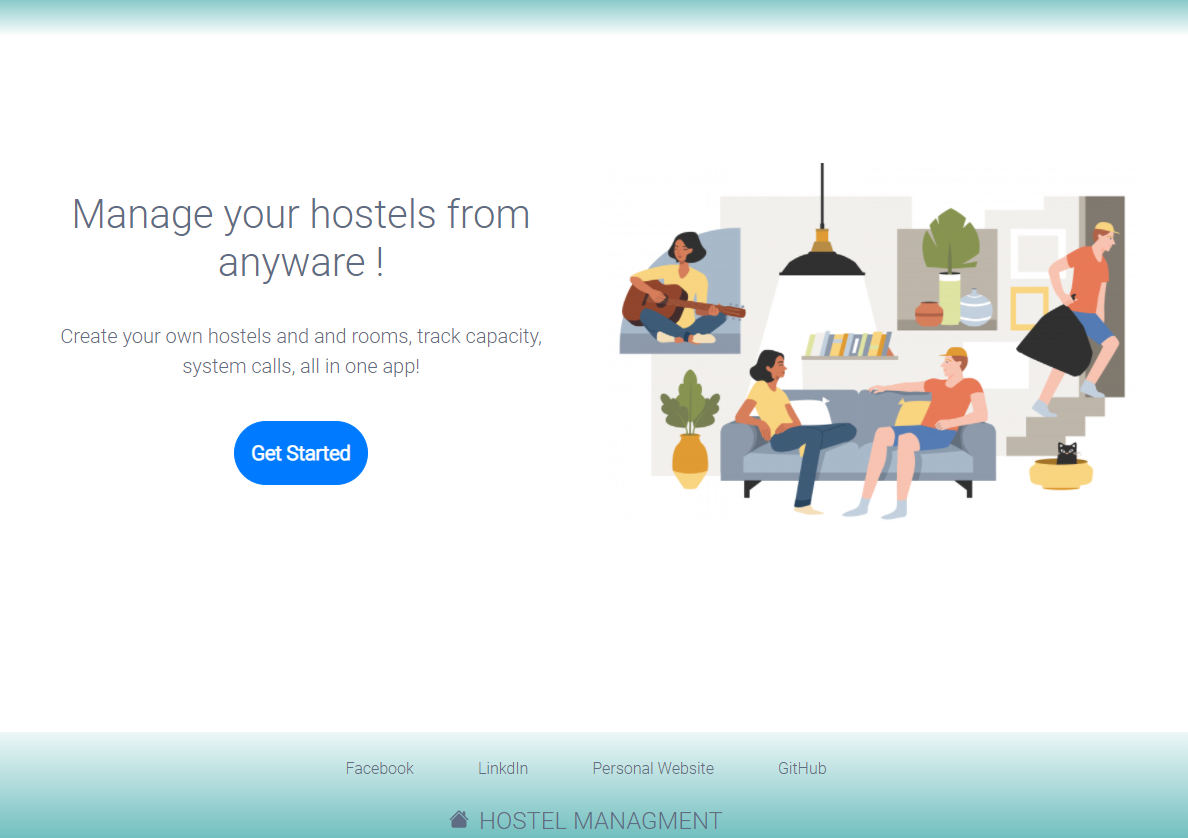 Manage your hostels from
anyware !
Create your own hostels and and rooms, track capacity,
system calls, all in one app!
Get Started
Facebook LinkdIn Personal Website GitHub
HOSTEL MANAGMENT